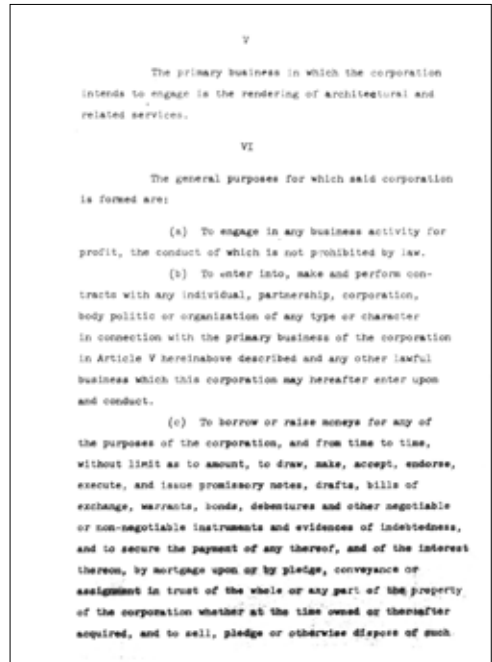 V
The primary business in which the corporation
intends to engage is the rendering of architectural and
related services.
VI
The general purposes for which said corporation
is formed are:
(a) To engage in any business activity for
profit, the conduct of which is not prohibited by law.
(b) To enter into, make and perform con-
tracts with any individual, partnership, corporation,
body politic or organization of any type or character
in connection with the primary business of the corporation
in Article V hereinabove described and any other lawful
business which this corporation may hereafter enter upon
and conduct.
(c) To borrow or raise moneys for any of
the purposes of the corporation, and from time to time,
without limit as to amount, to draw, make, accept, endorse,
execute, and issue promissory notes, drafts, bills of
exchange, warrants, bonds, debentures and other negotiable
or non-negotiable instruments and evidences of indebtedness,
and to secure the payment of any thereof, and of the interest
thereon, by mortgage upon or by pledge, conveyance or
assignment in trust of the whole or any part of the property
of the corporation whether at the time owned or thereafter
acquired, and to sell, pledge or otherwise dispose of such